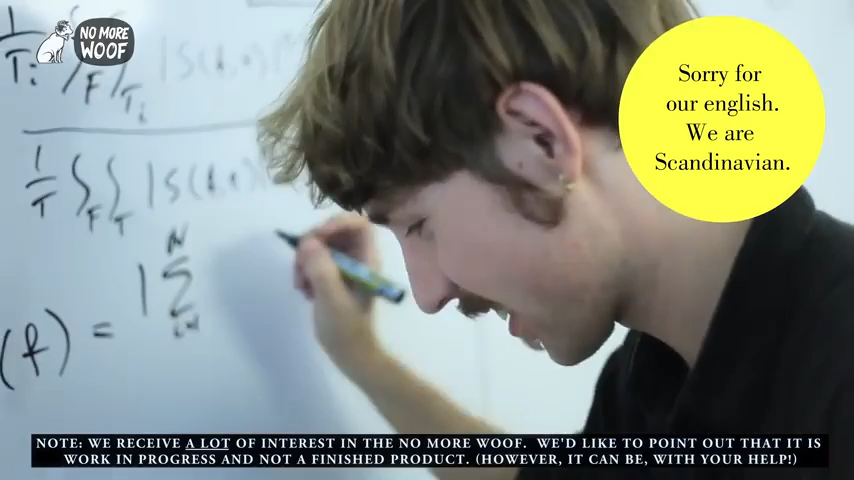 NO MORE
WOOF
Sorry for
our english.
We are
Scandinavian.
1
T
∫ ∫ |S(
F T
N
1 Σ
(f) =
NOTE: WE RECEIVE A LOT OF INTEREST IN THE NO MORE WOOF. WE'D LIKE TO POINT OUT THAT IT IS
WORK IN PROGRESS AND NOT A FINISHED PRODUCT. (HOWEVER, IT CAN BE, WITH YOUR HELP!)